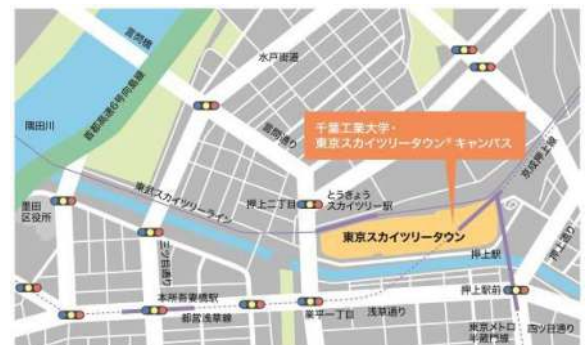 言問橋
水戸街道
首都高速6号向島線
隅田川
言問通り
千葉工業大学・
東京スカイツリータウン®キャンパス
京成押上線
墨田
区役所
東武スカイツリーライン
押上二丁目
とうきょう
スカイツリー駅
東京スカイツリータウン
押上駅
押上通り
三ツ目通り
本所吾妻橋駅
都営浅草線
業平一丁目
浅草通り
押上駅前
東京メトロ
半蔵門線
四ツ目通り